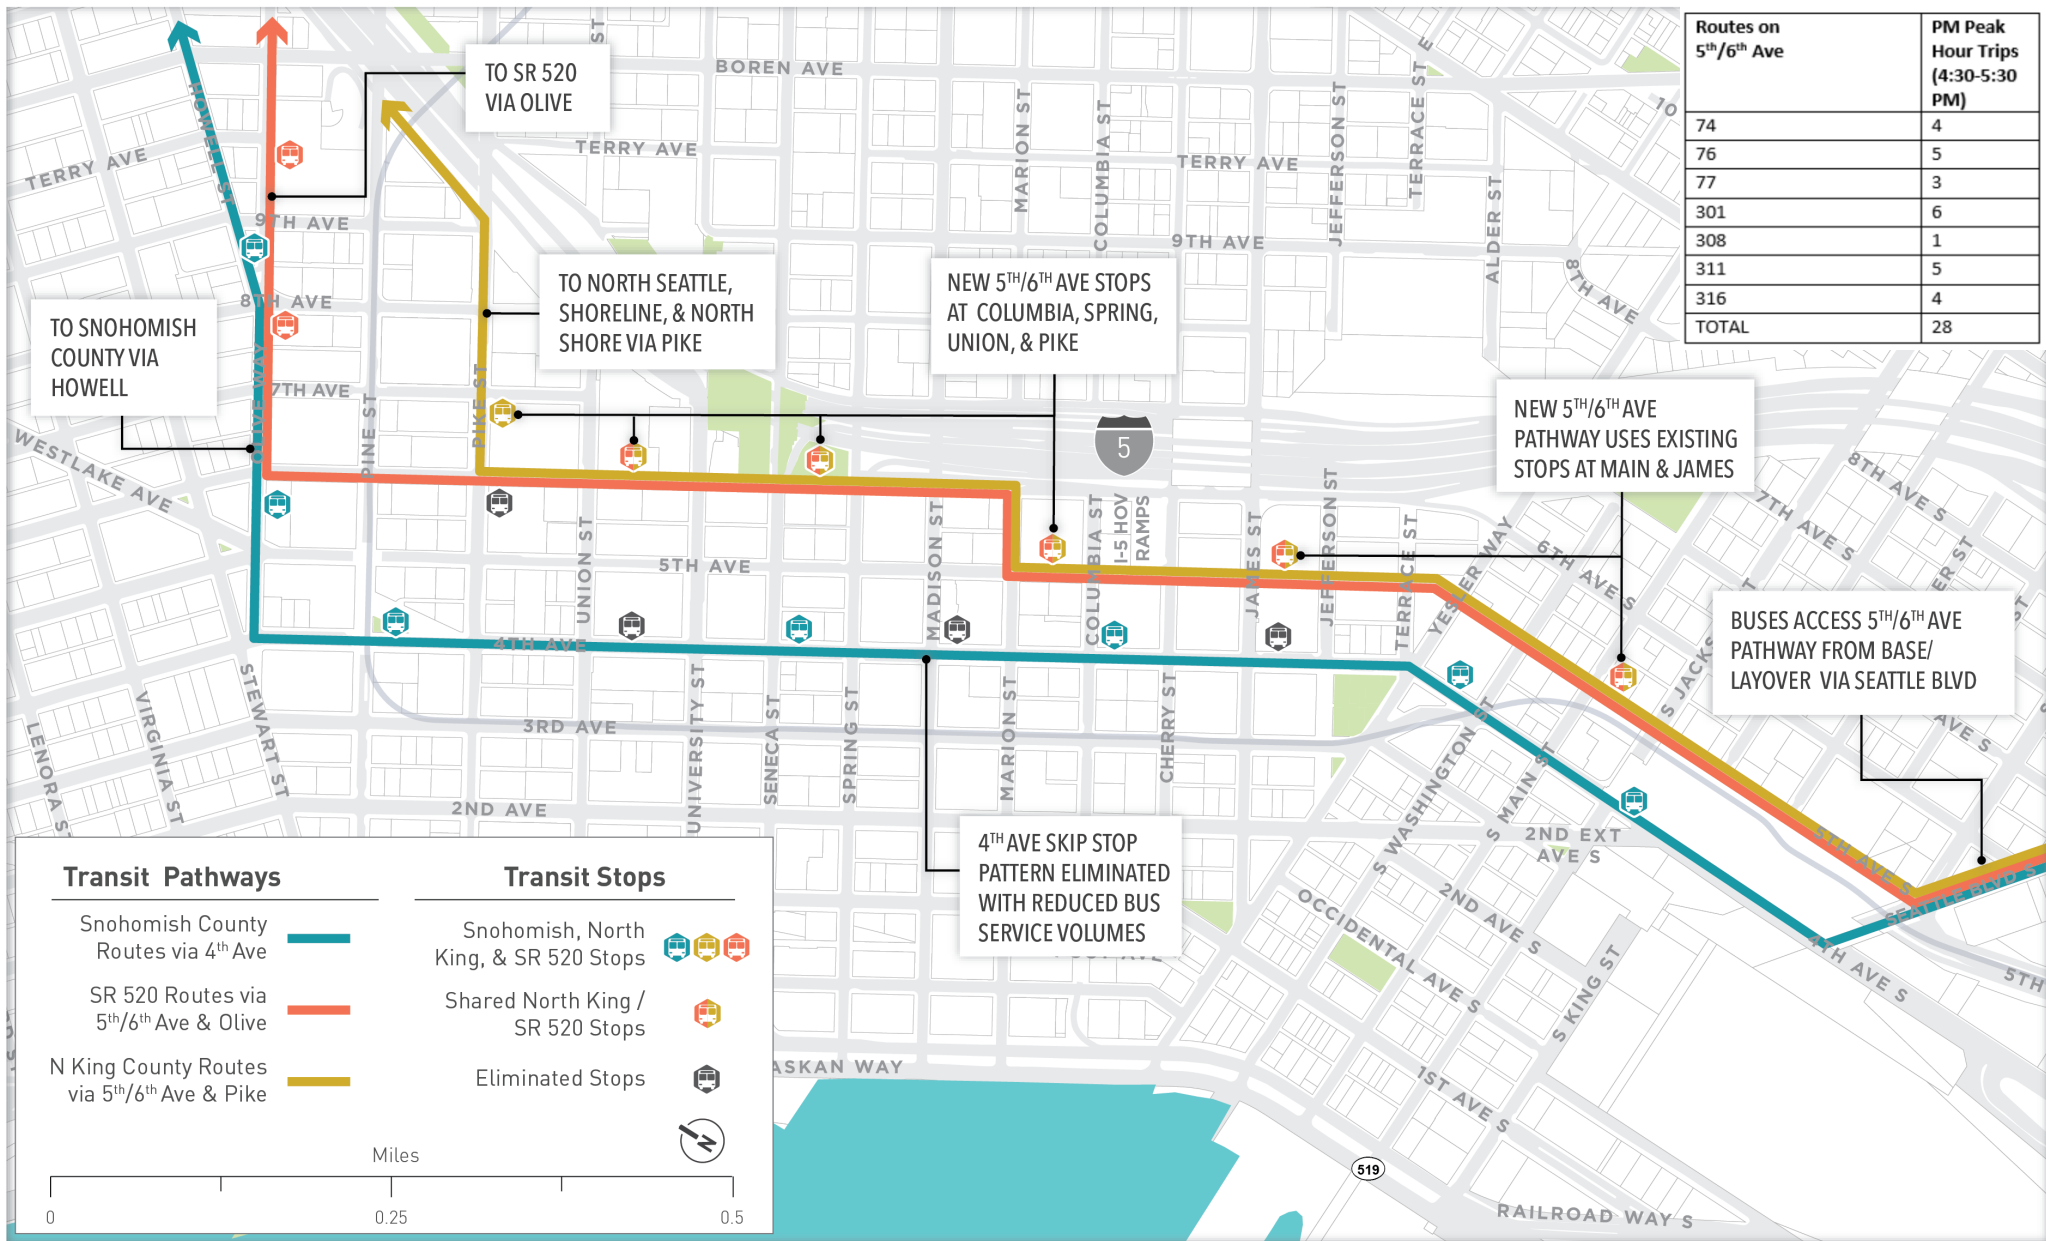 Routes on
5th/6th Ave
PM Peak
Hour Trips
(4:30-5:30
PM)
74 4
76 5
77 3
301 6
308 1
311 5
316 4
TOTAL 28
TO SR 520
VIA OLIVE
BOREN AVE
TERRY AVE
TERRY AVE
TERRY AVE
HOWELL ST
ST
MARION ST
COLUMBIA ST
JEFFERSON ST
TERRACE ST
E
10
ALDER ST
9TH AVE
9TH AVE
8TH AVE
8TH AVE
7TH AVE
TO SNOHOMISH
COUNTY VIA
HOWELL
TO NORTH SEATTLE,
SHORELINE, & NORTH
SHORE VIA PIKE
NEW 5TH/6TH AVE STOPS
AT COLUMBIA, SPRING,
UNION, & PIKE
NEW 5TH/6TH AVE
PATHWAY USES EXISTING
STOPS AT MAIN & JAMES
BUSES ACCESS 5TH/6TH AVE
PATHWAY FROM BASE/
LAYOVER VIA SEATTLE BLVD
OLIVE WAY
PINE ST
PIKE ST
WESTLAKE AVE
5
8TH AVE S
7TH AVE S
6TH AVE S
UNION ST
5TH AVE
MADISON ST
COLUMBIA ST
I-5 HOV
RAMPS
JAMES ST
JEFFERSON ST
TERRACE ST
YESLER WAY
ER ST
ST
S JACKS
AVE S
4TH AVE
STEWART ST
VIRGINIA ST
LENORA ST
UNIVERSITY ST
SENECA ST
SPRING ST
MARION ST
CHERRY ST
3RD AVE
2ND AVE
S WASHINGTON ST
S MAIN ST
2ND EXT
AVE S
5TH AVE S
SEATTLE BLVD S
4TH AVE S
5TH
2ND AVE S
OCCIDENTAL AVE S
S KING ST
1ST AVE S
4TH AVE SKIP STOP
PATTERN ELIMINATED
WITH REDUCED BUS
SERVICE VOLUMES
ASKAN WAY
519
RAILROAD WAY S
Transit Pathways
Snohomish County
Routes via 4th Ave
SR 520 Routes via
5th/6th Ave & Olive
N King County Routes
via 5th/6th Ave & Pike
Transit Stops
Snohomish, North
King, & SR 520 Stops
Shared North King /
SR 520 Stops
Eliminated Stops
N
Miles
0 0.25 0.5